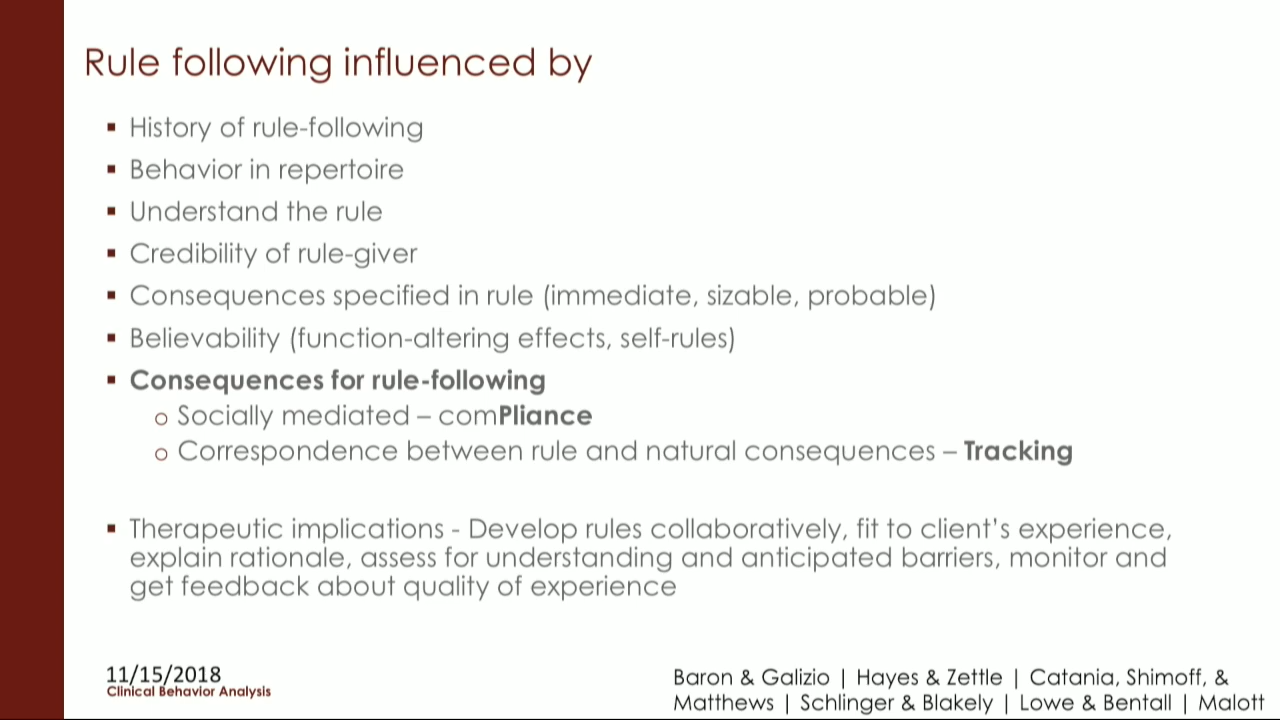 Rule following influenced by
▪ History of rule-following
▪ Behavior in repertoire
▪ Understand the rule
▪ Credibility of rule-giver
▪ Consequences specified in rule (immediate, sizable, probable)
▪ Believability (function-altering effects, self-rules)
▪ Consequences for rule-following
o Socially mediated – comPliance
o Correspondence between rule and natural consequences – Tracking
▪ Therapeutic implications - Develop rules collaboratively, fit to client's experience,
explain rationale, assess for understanding and anticipated barriers, monitor and
get feedback about quality of experience
11/15/2018
Clinical Behavior Analysis
Baron & Galizio | Hayes & Zettle | Catania, Shimoff, &
Matthews | Schlinger & Blakely | Lowe & Bentall | Malott